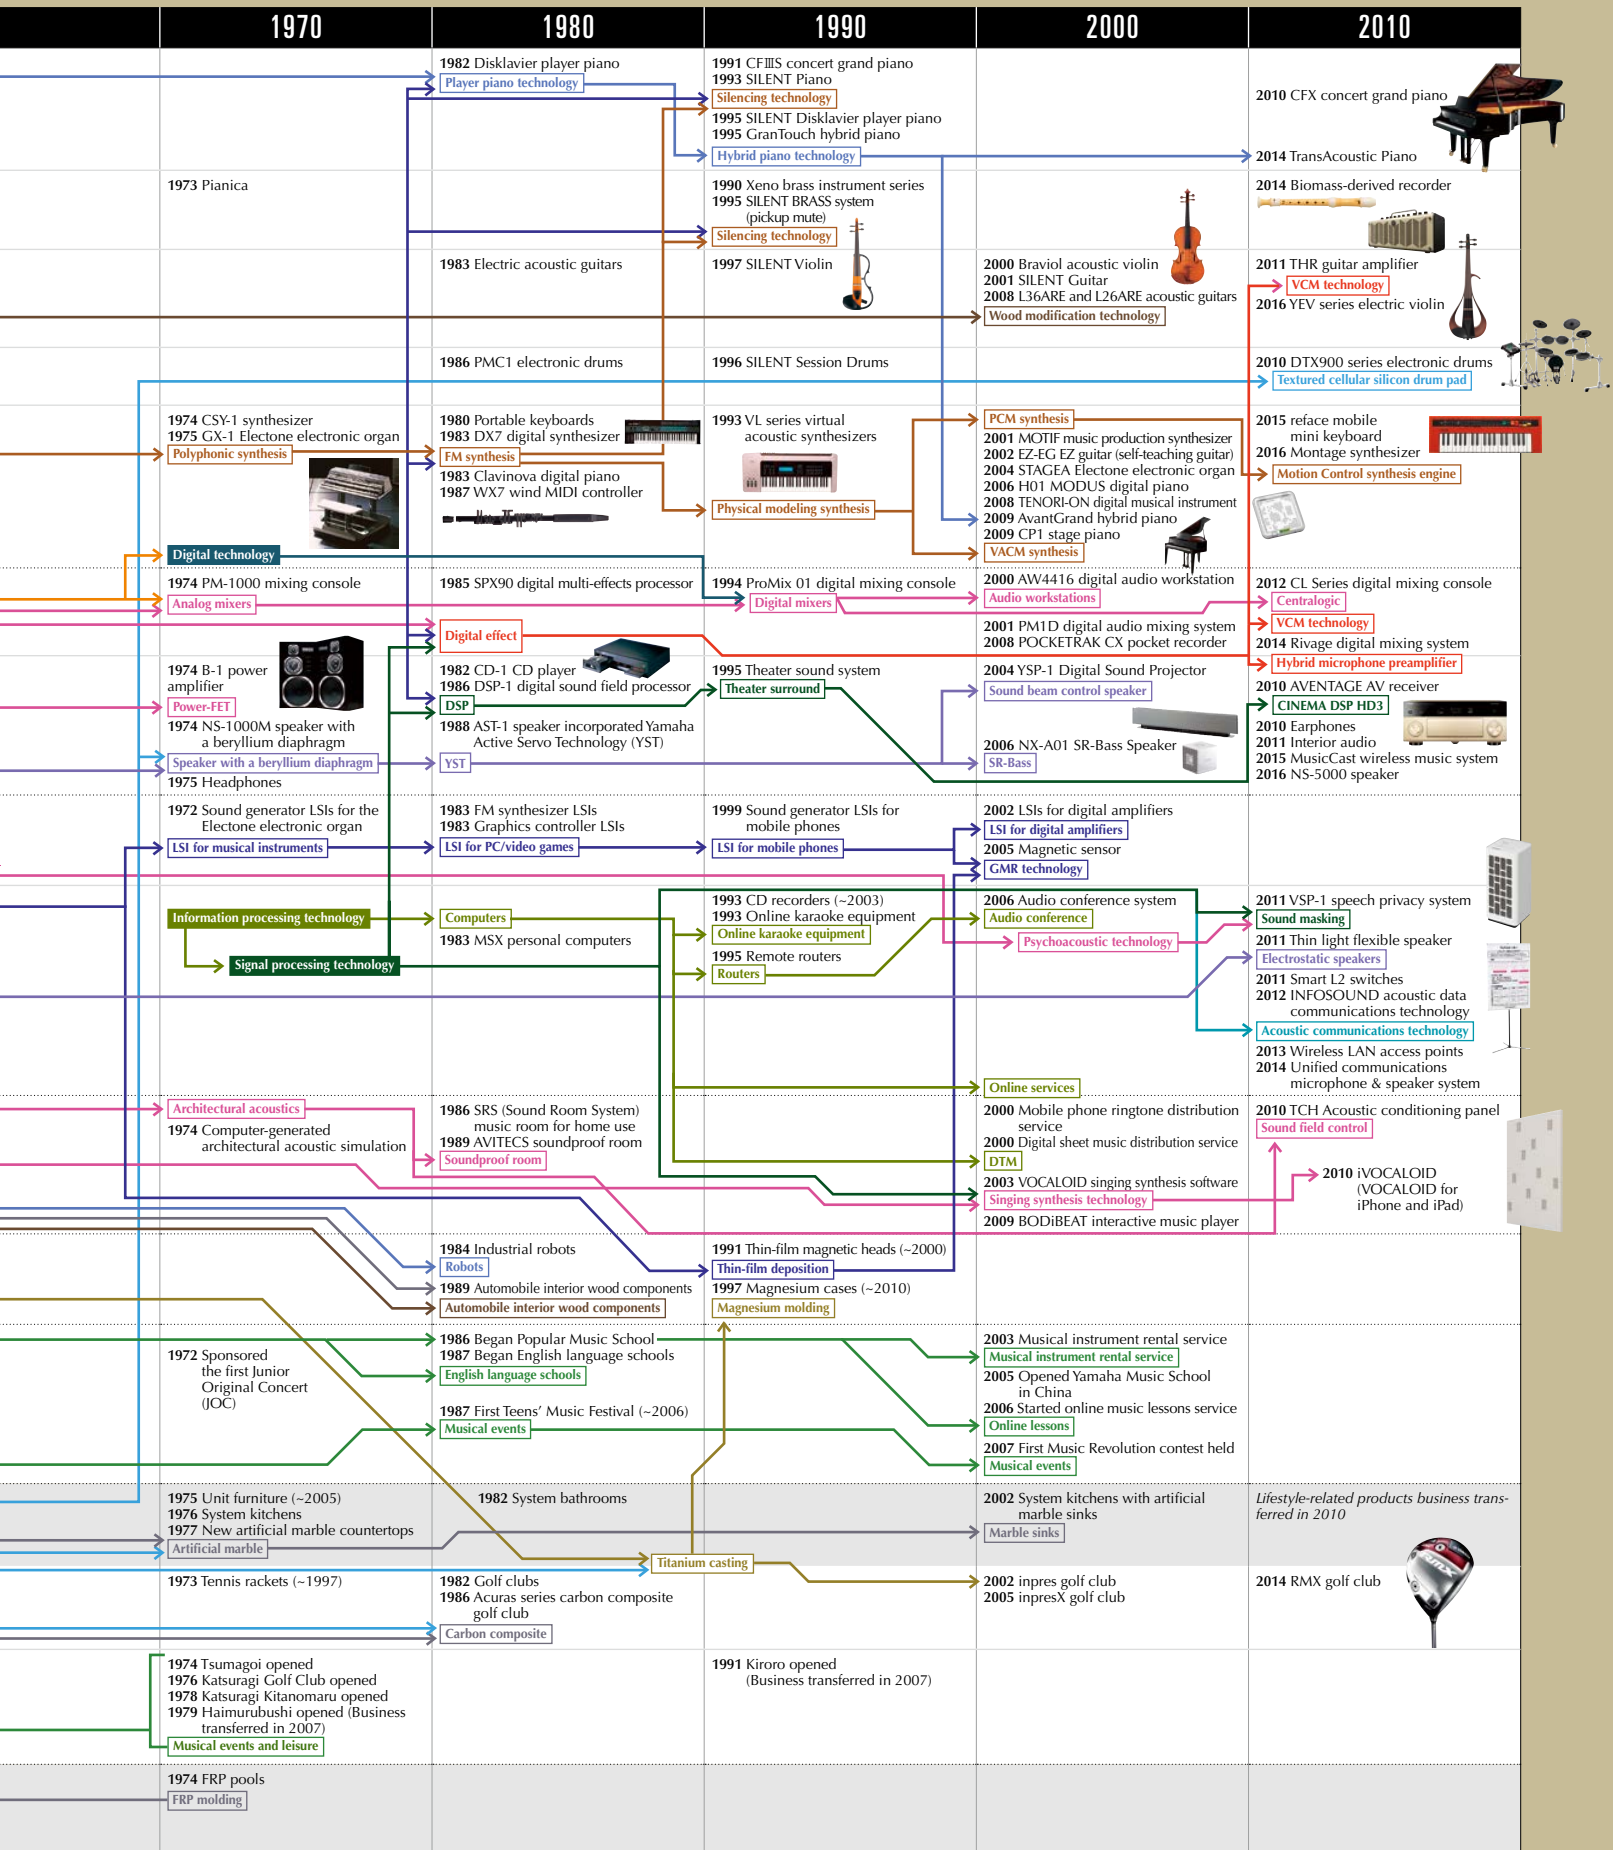 1970
1980
1990
2000
2010
1982 Disklavier player piano
Player piano technology
1991 CFⅢS concert grand piano
1993 SILENT Piano
Silencing technology
1995 SILENT Disklavier player piano
1995 GranTouch hybrid piano
Hybrid piano technology
2010 CFX concert grand piano
2014 TransAcoustic Piano
1973 Pianica
1990 Xeno brass instrument series
1995 SILENT BRASS system
(pickup mute)
Silencing technology
2014 Biomass-derived recorder
1983 Electric acoustic guitars
1997 SILENT Violin
2000 Braviol acoustic violin
2001 SILENT Guitar
2008 L36ARE and L26ARE acoustic guitars
Wood modification technology
2011 THR guitar amplifier
VCM technology
2016 YEV series electric violin
1986 PMC1 electronic drums
1996 SILENT Session Drums
2010 DTX900 series electronic drums
Textured cellular silicon drum pad
1974 CSY-1 synthesizer
1975 GX-1 Electone electronic organ
Polyphonic synthesis
Digital technology
1980 Portable keyboards
1983 DX7 digital synthesizer
FM synthesis
1983 Clavinova digital piano
1987 WX7 wind MIDI controller
1993 VL series virtual
acoustic synthesizers
Physical modeling synthesis
PCM synthesis
2001 MOTIF music production synthesizer
2002 EZ-EG EZ guitar (self-teaching guitar)
2004 STAGEA Electone electronic organ
2006 H01 MODUS digital piano
2008 TENORI-ON digital musical instrument
2009 AvantGrand hybrid piano
2009 CP1 stage piano
VACM synthesis
2015 reface mobile
mini keyboard
2016 Montage synthesizer
Motion Control synthesis engine
1974 PM-1000 mixing console
Analog mixers
1985 SPX90 digital multi-effects processor
Digital effect
1994 ProMix 01 digital mixing console
Digital mixers
2000 AW4416 digital audio workstation
Audio workstations
2001 PM1D digital audio mixing system
2008 POCKETRAK CX pocket recorder
2012 CL Series digital mixing console
Centralogic
VCM technology
2014 Rivage digital mixing system
Hybrid microphone preamplifier
1974 B-1 power
amplifier
Power-FET
1974 NS-1000M speaker with
a beryllium diaphragm
Speaker with a beryllium diaphragm
1975 Headphones
1982 CD-1 CD player
1986 DSP-1 digital sound field processor
DSP
1988 AST-1 speaker incorporated Yamaha
Active Servo Technology (YST)
YST
1995 Theater sound system
Theater surround
2004 YSP-1 Digital Sound Projector
Sound beam control speaker
2006 NX-A01 SR-Bass Speaker
SR-Bass
2010 AVENTAGE AV receiver
CINEMA DSP HD3
2010 Earphones
2011 Interior audio
2015 MusicCast wireless music system
2016 NS-5000 speaker
1972 Sound generator LSIs for the
Electone electronic organ
LSI for musical instruments
1983 FM synthesizer LSIs
1983 Graphics controller LSIs
LSI for PC/video games
1999 Sound generator LSIs for
mobile phones
LSI for mobile phones
2002 LSIs for digital amplifiers
LSI for digital amplifiers
2005 Magnetic sensor
GMR technology
Information processing technology
Signal processing technology
Computers
1983 MSX personal computers
1993 CD recorders (~2003)
1993 Online karaoke equipment
Online karaoke equipment
1995 Remote routers
Routers
2006 Audio conference system
Audio conference
Psychoacoustic technology
Online services
2011 VSP-1 speech privacy system
Sound masking
2011 Thin light flexible speaker
Electrostatic speakers
2011 Smart L2 switches
2012 INFOSOUND acoustic data
communications technology
Acoustic communications technology
2013 Wireless LAN access points
2014 Unified communications
microphone & speaker system
Architectural acoustics
1974 Computer-generated
architectural acoustic simulation
1986 SRS (Sound Room System)
music room for home use
1989 AVITECS soundproof room
Soundproof room
2000 Mobile phone ringtone distribution
service
2000 Digital sheet music distribution service
DTM
2003 VOCALOID singing synthesis software
Singing synthesis technology
2009 BODiBEAT interactive music player
2010 TCH Acoustic conditioning panel
Sound field control
2010 iVOCALOID
(VOCALOID for
iPhone and iPad)
1984 Industrial robots
Robots
1989 Automobile interior wood components
Automobile interior wood components
1991 Thin-film magnetic heads (~2000)
Thin-film deposition
1997 Magnesium cases (~2010)
Magnesium molding
1972 Sponsored
the first Junior
Original Concert
(JOC)
1986 Began Popular Music School
1987 Began English language schools
English language schools
1987 First Teens’ Music Festival (~2006)
Musical events
2003 Musical instrument rental service
Musical instrument rental service
2005 Opened Yamaha Music School
in China
2006 Started online music lessons service
Online lessons
2007 First Music Revolution contest held
Musical events
1975 Unit furniture (~2005)
1976 System kitchens
1977 New artificial marble countertops
Artificial marble
1982 System bathrooms
2002 System kitchens with artificial
marble sinks
Marble sinks
Lifestyle-related products business trans-
ferred in 2010
Titanium casting
1973 Tennis rackets (~1997)
1982 Golf clubs
1986 Acuras series carbon composite
golf club
Carbon composite
2002 inpres golf club
2005 inpresX golf club
2014 RMX golf club
1974 Tsumagoi opened
1976 Katsuragi Golf Club opened
1978 Katsuragi Kitanomaru opened
1979 Haimurubushi opened (Business
transferred in 2007)
Musical events and leisure
1991 Kiroro opened
(Business transferred in 2007)
1974 FRP pools
FRP molding